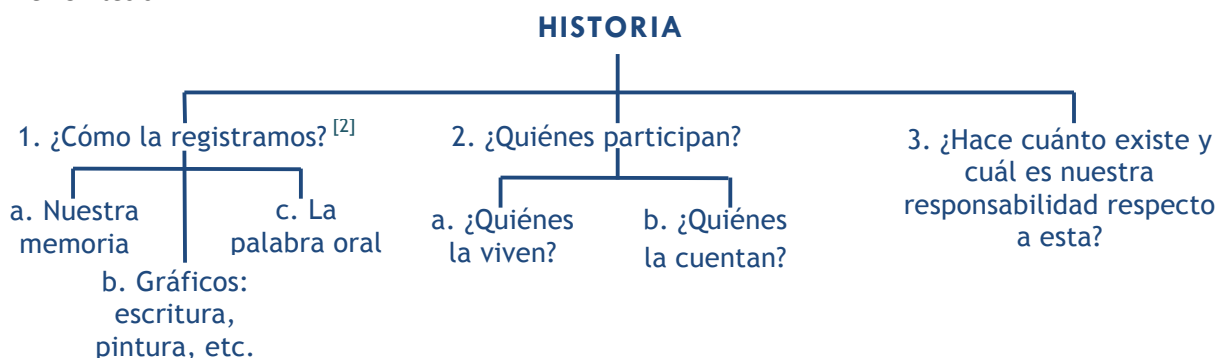 HISTORIA
1. ¿Cómo la registramos? [2]
a. Nuestra
memoria
b. Gráficos:
escritura,
pintura, etc.
c. La
palabra oral
2. ¿Quiénes participan?
a. ¿Quiénes
la viven?
b. ¿Quiénes
la cuentan?
3. ¿Hace cuánto existe y
cuál es nuestra
responsabilidad respecto
a esta?